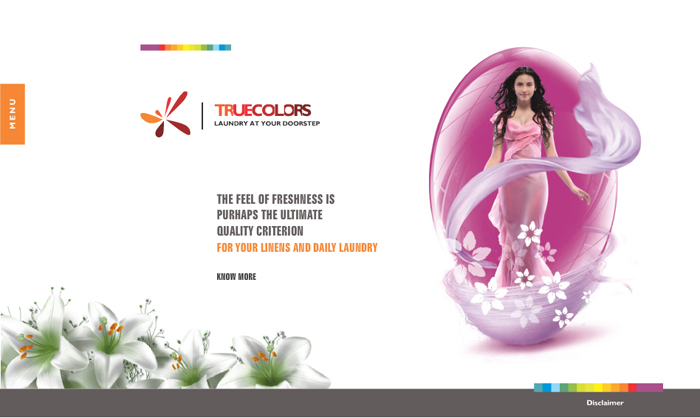 MENU
TRUECOLORS
LAUNDRY AT YOUR DOORSTEP
THE FEEL OF FRESHNESS IS
PURHAPS THE ULTIMATE
QUALITY CRITERION
FOR YOUR LINENS AND DAILY LAUNDRY
KNOW MORE
Disclaimer